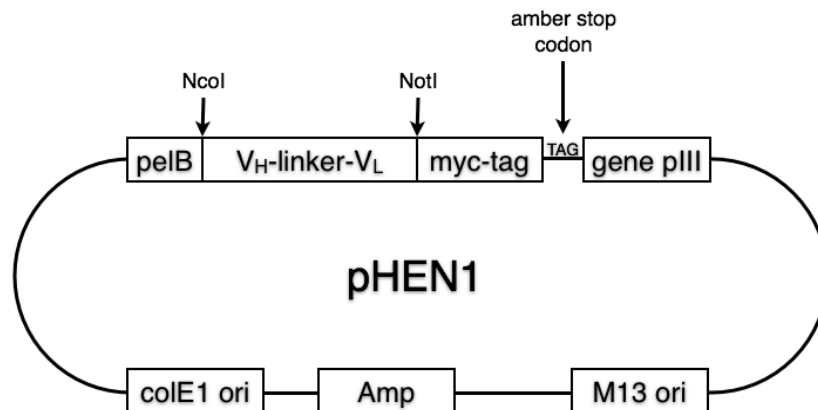 amber stop
codon
NcoI
NotI
pelB
VH-linker-VL
myc-tag
TAG
gene pIII
pHEN1
colE1 ori
Amp
M13 ori